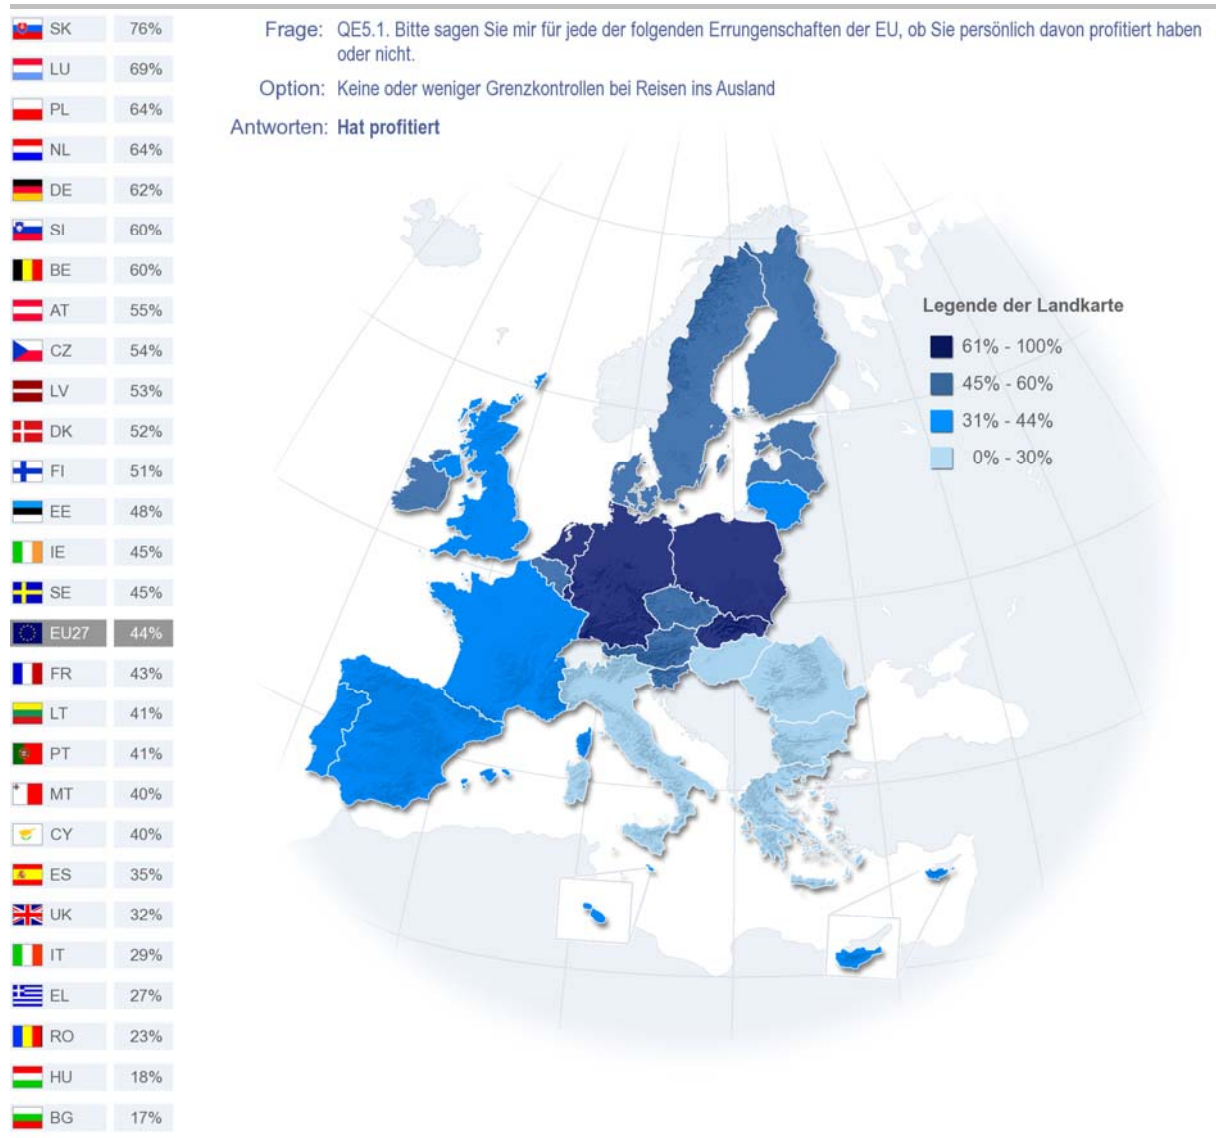 SK 76%
LU 69%
PL 64%
NL 64%
DE 62%
SI 60%
BE 60%
AT 55%
CZ 54%
LV 53%
DK 52%
FI 51%
EE 48%
IE 45%
SE 45%
EU27 44%
FR 43%
LT 41%
PT 41%
MT 40%
CY 40%
ES 35%
UK 32%
IT 29%
EL 27%
RO 23%
HU 18%
BG 17%
Frage: QE5.1. Bitte sagen Sie mir für jede der folgenden Errungenschaften der EU, ob Sie persönlich davon profitiert haben
oder nicht.
Option: Keine oder weniger Grenzkontrollen bei Reisen ins Ausland
Antworten: Hat profitiert
Legende der Landkarte
61% - 100%
45% - 60%
31% - 44%
0% - 30%